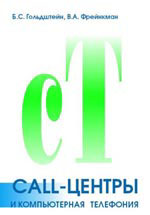 Б.С. Гольдштейн, В.А. Фрейнкман
cT
CALL-ЦЕНТРЫ
И КОМПЬЮТЕРНАЯ ТЕЛЕФОНИЯ